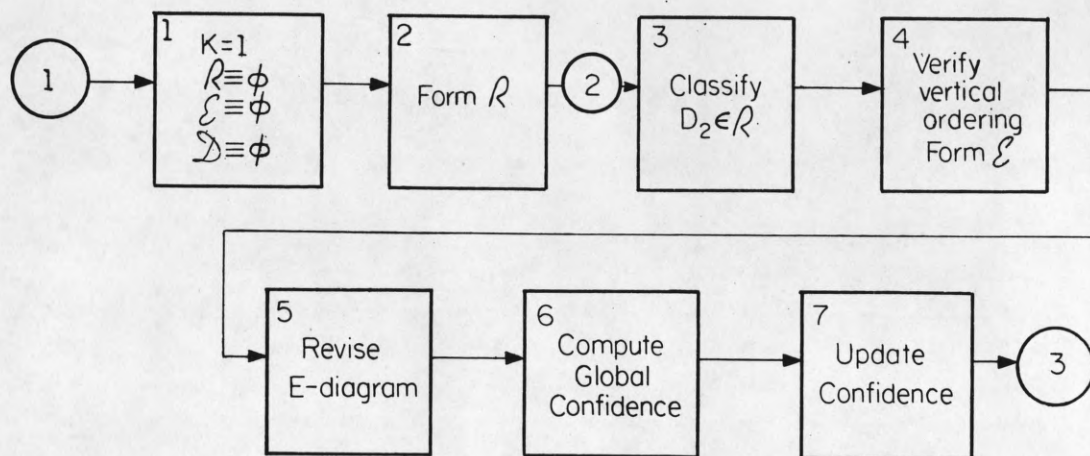 1
1
K=1
R≡ϕ
ℰ≡ϕ
𝒟≡ϕ
2
Form R
2
3
Classify
D₂ϵR
4
Verify
vertical
ordering
Form ℰ
5
Revise
E-diagram
6
Compute
Global
Confidence
7
Update
Confidence
3